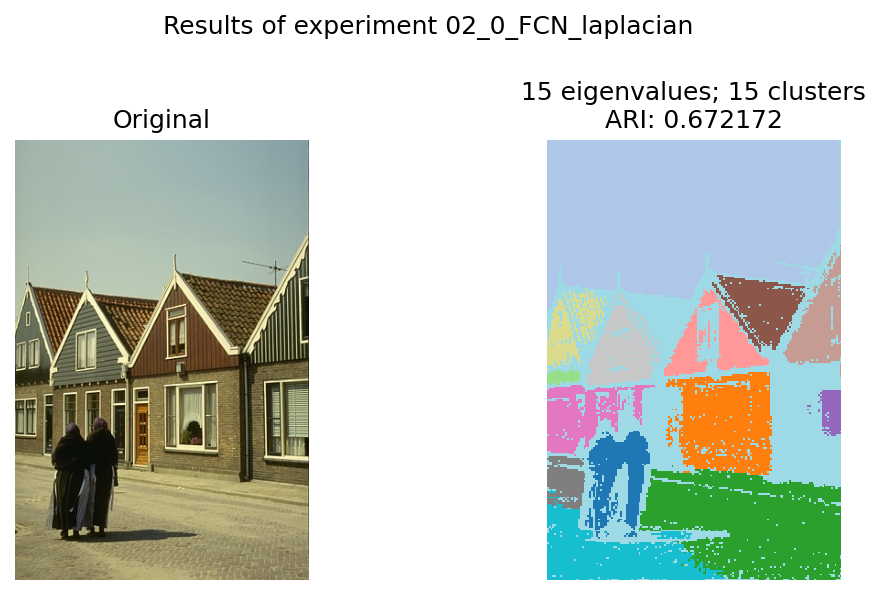 Results of experiment 02_0_FCN_laplacian
Original
15 eigenvalues; 15 clusters
ARI: 0.672172